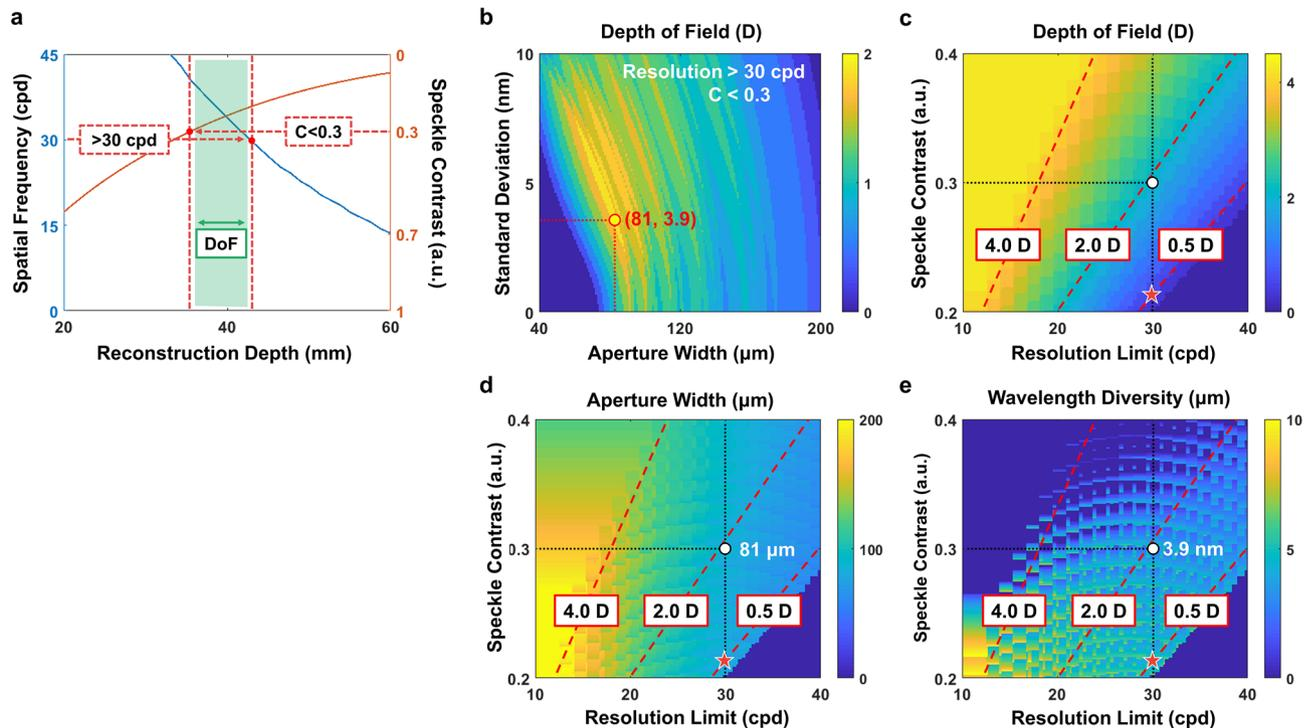 a
Spatial Frequency (cpd)
45
30
15
0
20
40
60
Reconstruction Depth (mm)
0
0.3
0.7
1
Speckle Contrast (a.u.)
>30 cpd
C<0.3
DoF
b
Depth of Field (D)
Resolution > 30 cpd
C < 0.3
(81, 3.9)
Standard Deviation (nm)
10
5
0
40
120
200
Aperture Width (μm)
2
1
0
c
Depth of Field (D)
Speckle Contrast (a.u.)
0.4
0.3
0.2
4.0 D
2.0 D
0.5 D
10
20
30
40
Resolution Limit (cpd)
4
2
0
d
Aperture Width (μm)
Speckle Contrast (a.u.)
0.4
0.3
0.2
81 μm
4.0 D
2.0 D
0.5 D
10
20
30
40
Resolution Limit (cpd)
200
100
0
e
Wavelength Diversity (μm)
Speckle Contrast (a.u.)
0.4
0.3
0.2
3.9 nm
4.0 D
2.0 D
0.5 D
10
20
30
40
Resolution Limit (cpd)
10
5
0